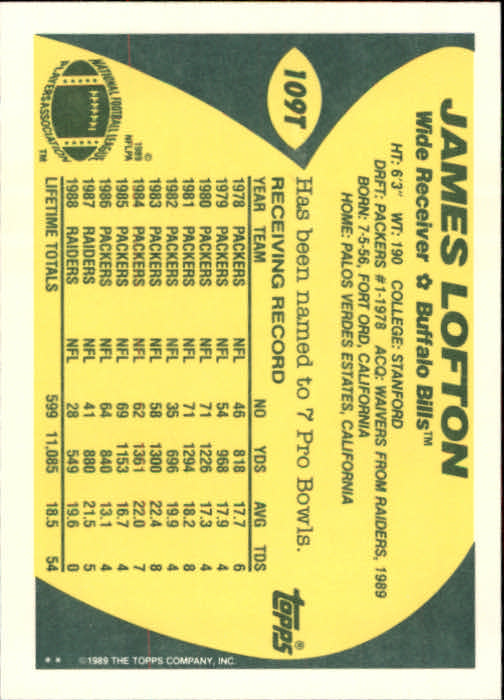 109T
JAMES LOFTON
Wide Receiver ✿ Buffalo Bills™
HT: 6'3" WT: 190 COLLEGE: STANFORD
DRFT: PACKERS #1-1978 ACQ: WAIVERS FROM RAIDERS, 1989
BORN: 7-5-56, FORT ORD, CALIFORNIA
HOME: PALOS VERDES ESTATES, CALIFORNIA
Has been named to 7 Pro Bowls.
topps®
RECEIVING RECORD
YEAR TEAM NO YDS AVG TDS
1978 PACKERS NFL 46 818 17.7 6
1979 PACKERS NFL 54 968 17.9 4
1980 PACKERS NFL 71 1226 17.3 4
1981 PACKERS NFL 71 1294 18.2 8
1982 PACKERS NFL 35 696 19.9 4
1983 PACKERS NFL 58 1300 22.4 8
1984 PACKERS NFL 62 1361 22.0 7
1985 PACKERS NFL 69 1153 16.7 4
1986 PACKERS NFL 64 840 13.1 4
1987 RAIDERS NFL 41 880 21.5 5
1988 RAIDERS NFL 28 549 19.6 0
LIFETIME TOTALS 599 11,085 18.5 54
NATIONAL FOOTBALL LEAGUE
PLAYERS ASSOCIATION
™
©
1989
NFLPA
** ©1989 THE TOPPS COMPANY, INC.